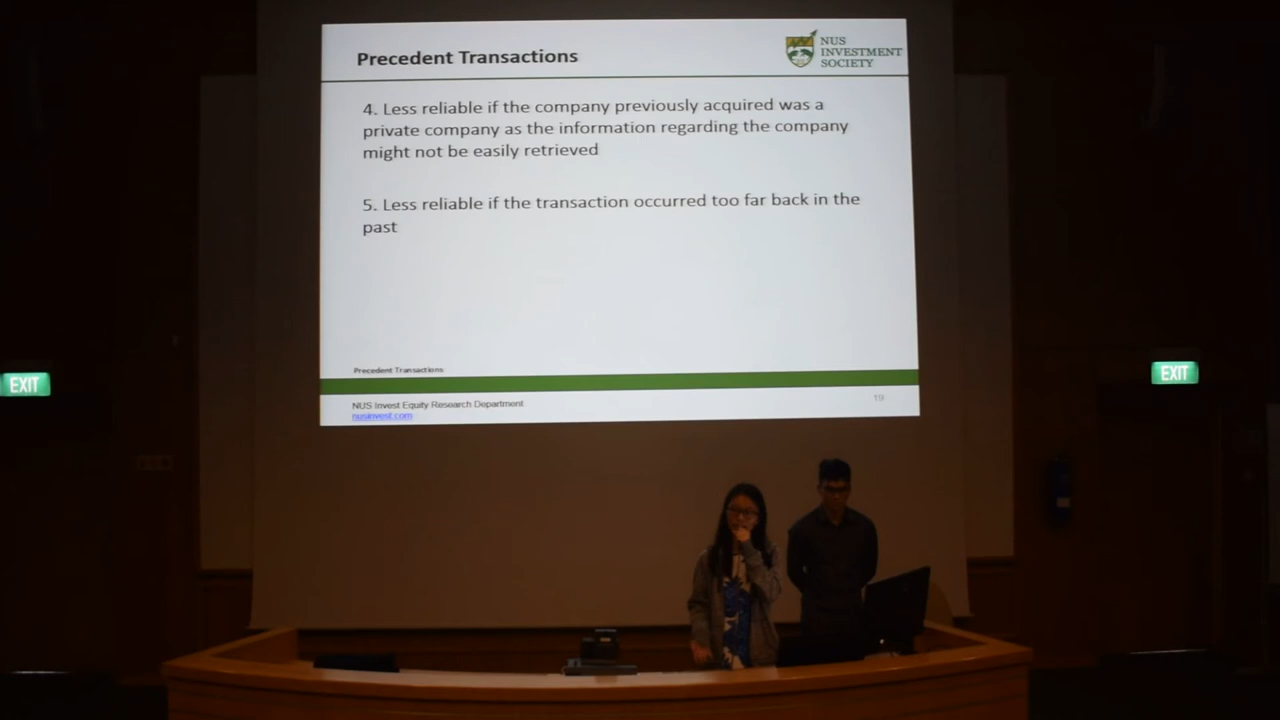 Precedent Transactions
NUS
INVESTMENT
SOCIETY
4. Less reliable if the company previously acquired was a
private company as the information regarding the company
might not be easily retrieved
5. Less reliable if the transaction occurred too far back in the
past
Precedent Transactions
NUS Invest Equity Research Department
nusinvest.com
19
EXIT
EXIT